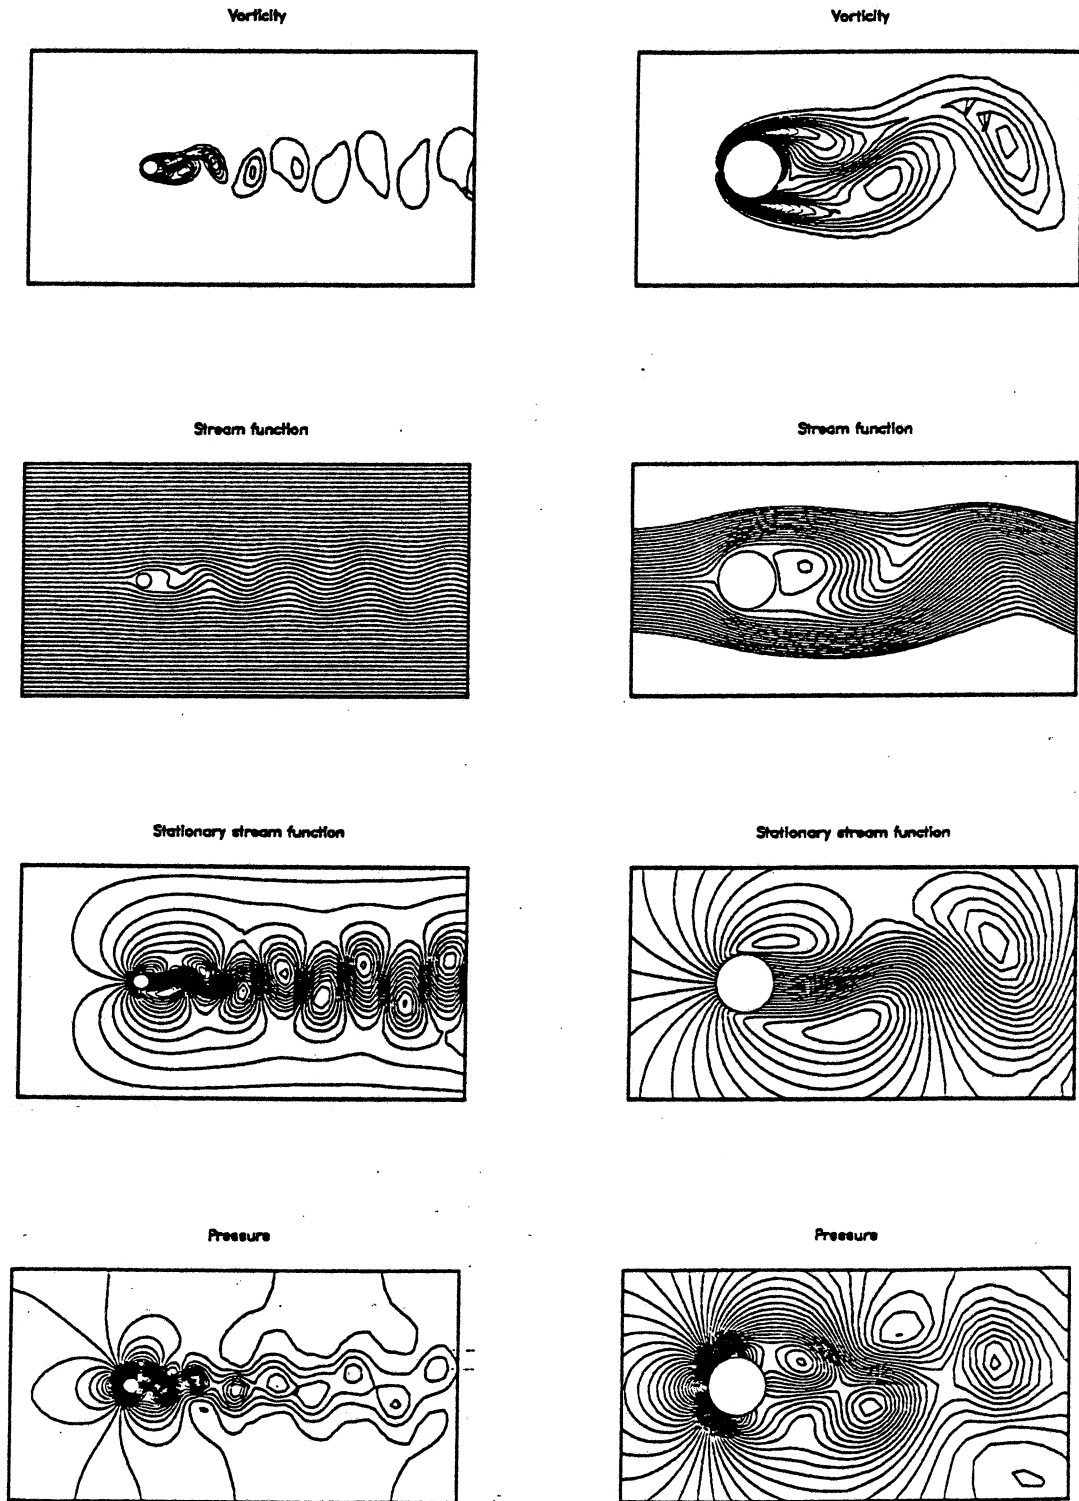 Vorticity
Vorticity
Stream function
Stream function
Stationary stream function
Stationary stream function
Pressure
Pressure